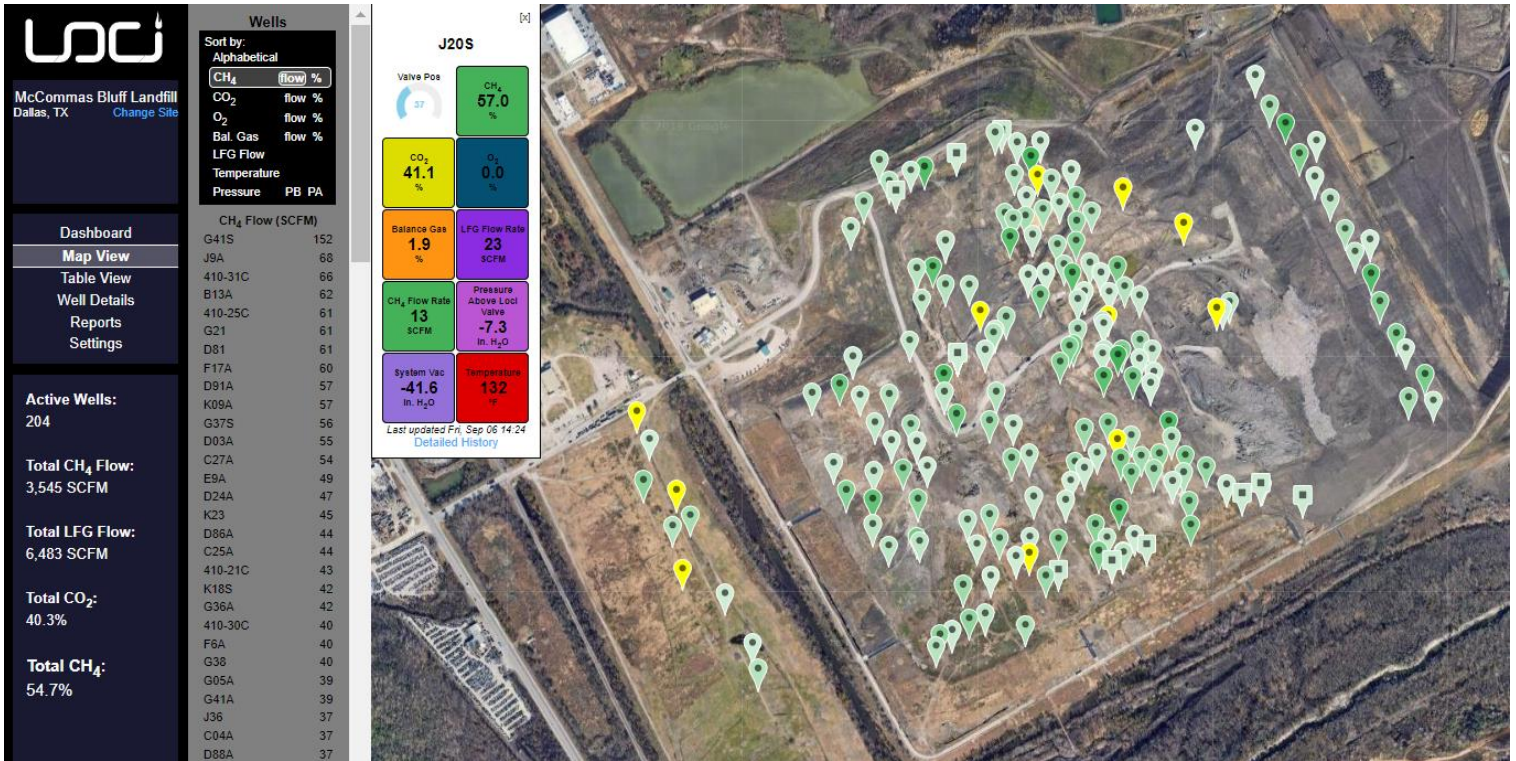 LOCI
McCommas Bluff Landfill
Dallas, TX Change Site
Dashboard
Map View
Table View
Well Details
Reports
Settings
Active Wells:
204
Total CH4 Flow:
3,545 SCFM
Total LFG Flow:
6,483 SCFM
Total CO2:
40.3%
Total CH4:
54.7%
Wells
Sort by:
Alphabetical
CH4 flow %
CO2 flow %
O2 flow %
Bal. Gas flow %
LFG Flow
Temperature
Pressure PB PA
CH4 Flow (SCFM)
G41S 152
J9A 68
410-31C 66
B13A 62
410-25C 61
G21 61
D81 61
F17A 60
D91A 57
K09A 57
G37S 56
D03A 55
C27A 54
E9A 49
D24A 47
K23 45
D86A 44
C25A 44
410-21C 43
K18S 42
G36A 42
410-30C 40
F6A 40
G38 40
G05A 39
G41A 39
J36 37
C04A 37
D88A 37
[x]
J20S
Valve Pos
37
CH4
57.0
%
CO2
41.1
%
O2
0.0
%
Balance Gas
1.9
%
LFG Flow Rate
23
SCFM
CH4 Flow Rate
13
SCFM
Pressure
Above Loci
Valve
-7.3
In. H2O
System Vac
-41.6
In. H2O
Temperature
132
°F
Last updated Fri, Sep 06 14:24
Detailed History